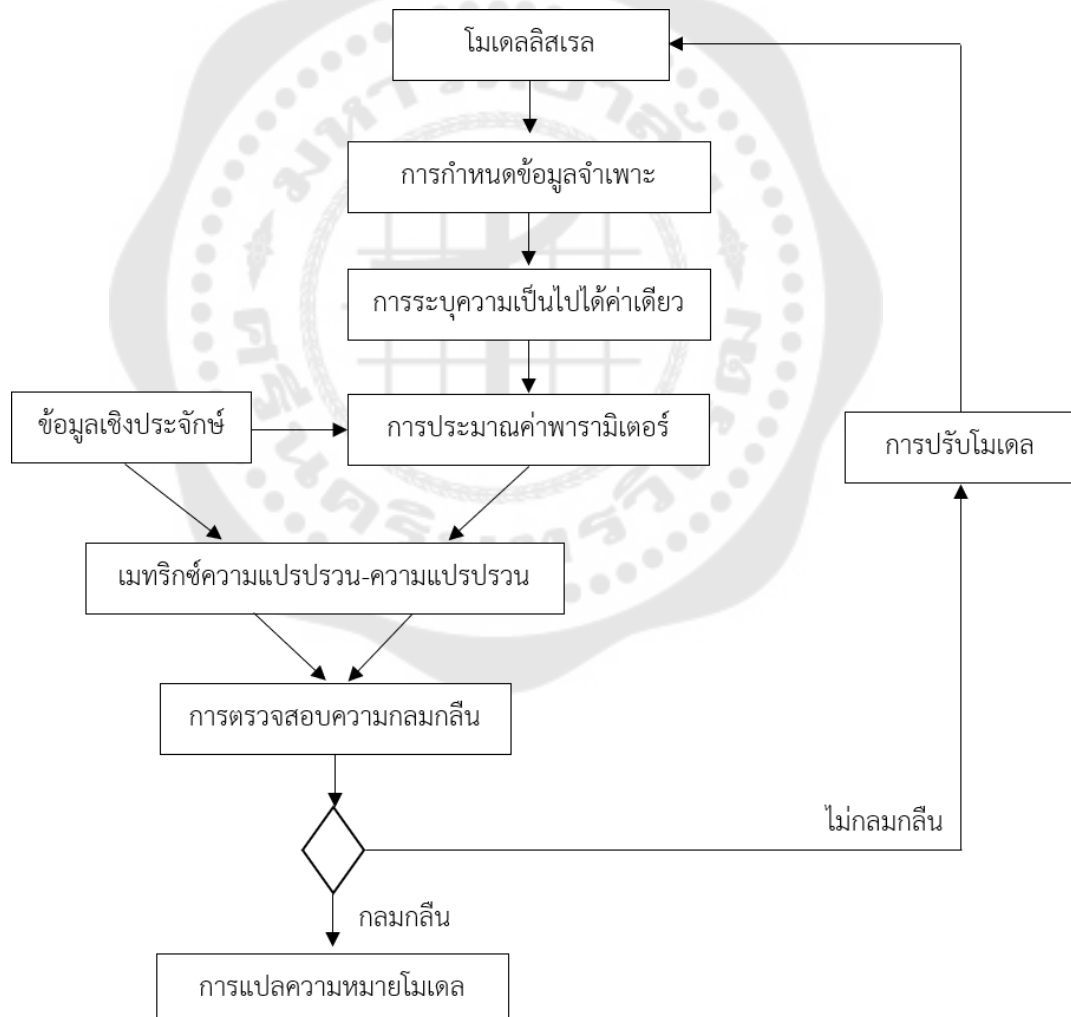 โมเดลลิสเรล
การกำหนดข้อมูลจำเพาะ
การระบุความเป็นไปได้ค่าเดียว
ข้อมูลเชิงประจักษ์
การประมาณค่าพารามิเตอร์
การปรับโมเดล
เมทริกซ์ความแปรปรวน-ความแปรปรวน
การตรวจสอบความกลมกลืน
ไม่กลมกลืน
กลมกลืน
การแปลความหมายโมเดล